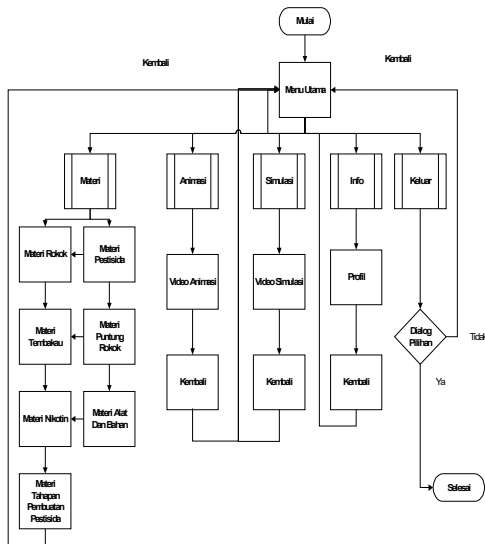 Mulai
Kembali
Kembali
Menu Utama
Materi
Animasi
Simulasi
Info
Keluar
Materi Rokok
Materi
Pestisida
Video Animasi
Video Simulasi
Profil
Materi
Tembakau
Materi
Puntung
Rokok
Dialog
Pilihan
Tidak
Kembali
Kembali
Kembali
Ya
Materi Nikotin
Materi Alat
Dan Bahan
Materi
Tahapan
Pembuatan
Pestisida
Selesai